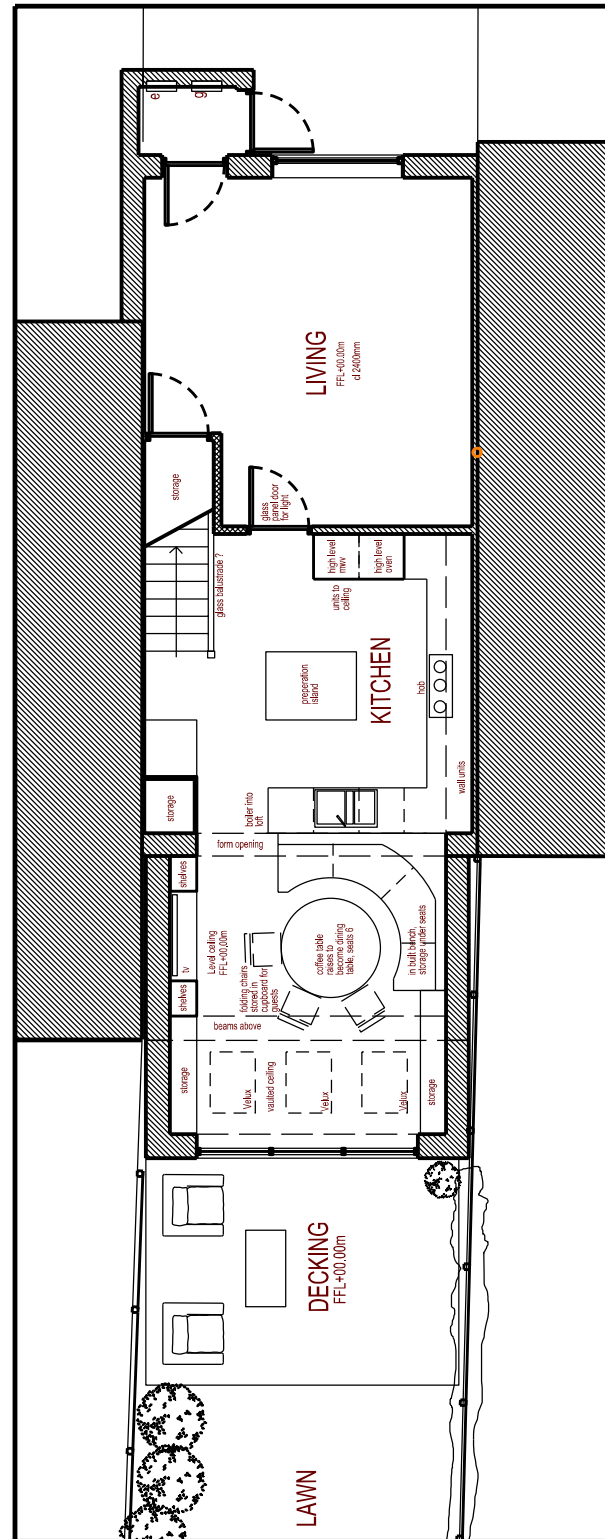 e
g
LIVING
FFL+00.00m
cl 2400mm
storage
glass
panel door
for light
glass balustrade ?
high level
mwv
high level
oven
units to
ceiling
preperation
island
KITCHEN
hob
storage
boiler into
loft
wall units
form opening
shelves
tv
shelves
Level ceiling
FFL+00,00m
folding chairs
stored in
cupboard for
guests
coffee table
raises to
become dining
table, seats 6
in built bench,
storage under seats
beams above
storage
Velux
vaulted ceiling
Velux
Velux
storage
DECKING
FFL+00.00m
LAWN